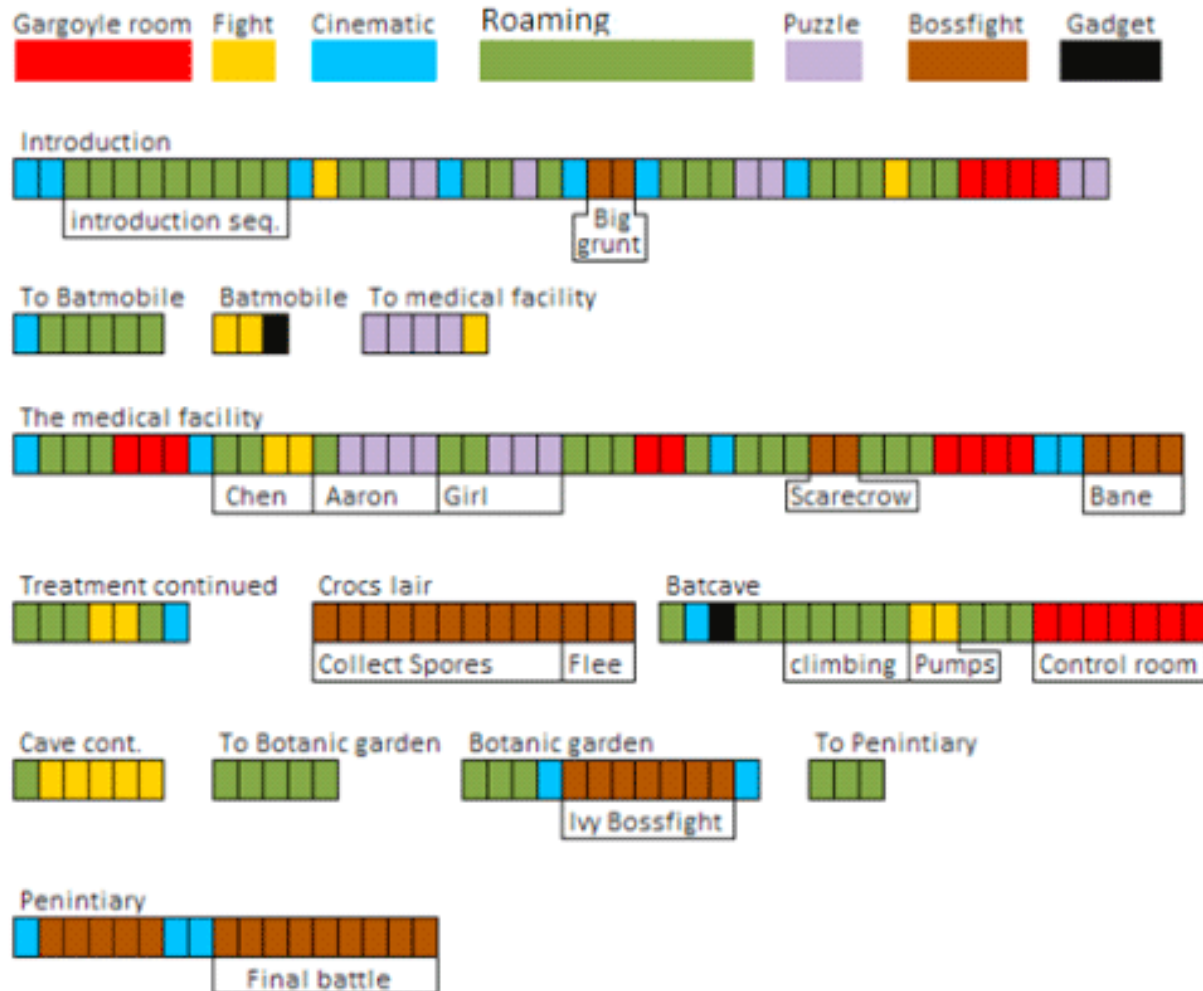 Gargoyle room Fight Cinematic Roaming Puzzle Bossfight Gadget
Introduction
introduction seq.
Big
grunt
To Batmobile Batmobile To medical facility
The medical facility
Chen Aaron Girl Scarecrow Bane
Treatment continued Crocs lair Batcave
Collect Spores Flee climbing Pumps Control room
Cave cont. To Botanic garden Botanic garden To Penintiary
Ivy Bossfight
Penintiary
Final battle